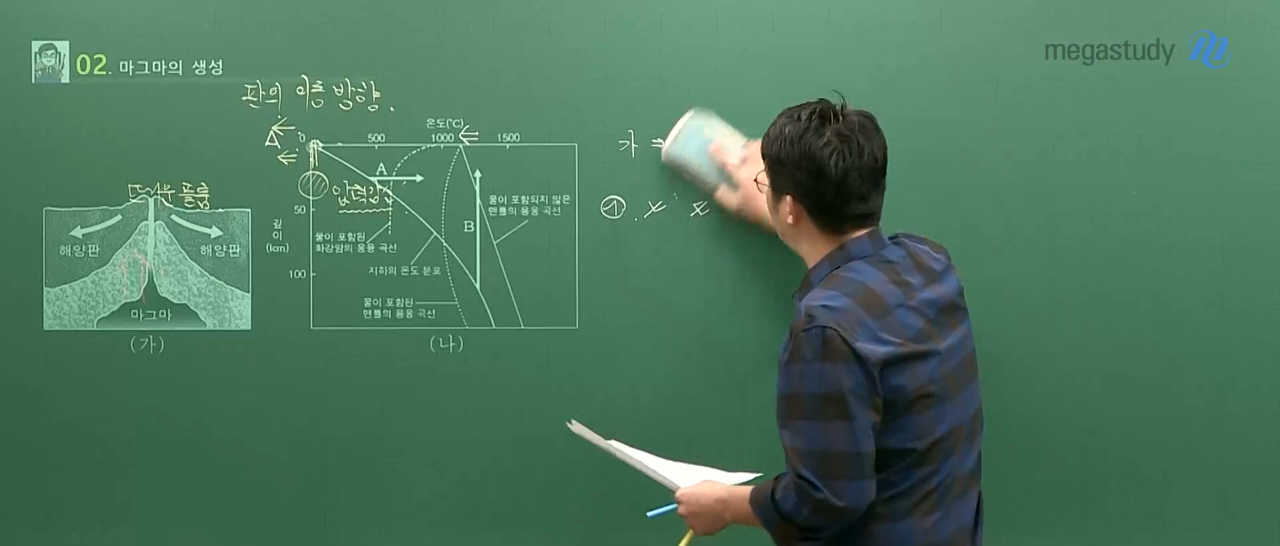 megastudy
02. 마그마의 생성
판의 이동 방향.
온도(℃)
0 500 1000 1500
A
압력감소
B
50
100
깊이(km)
물이 포함되지 않은
맨틀의 용융 곡선
물이 포함된
화강암의 용융 곡선
지하의 온도 분포
물이 포함된
맨틀의 용융 곡선
(나)
해양판
해양판
마그마
(가)
가 ⇒
①.